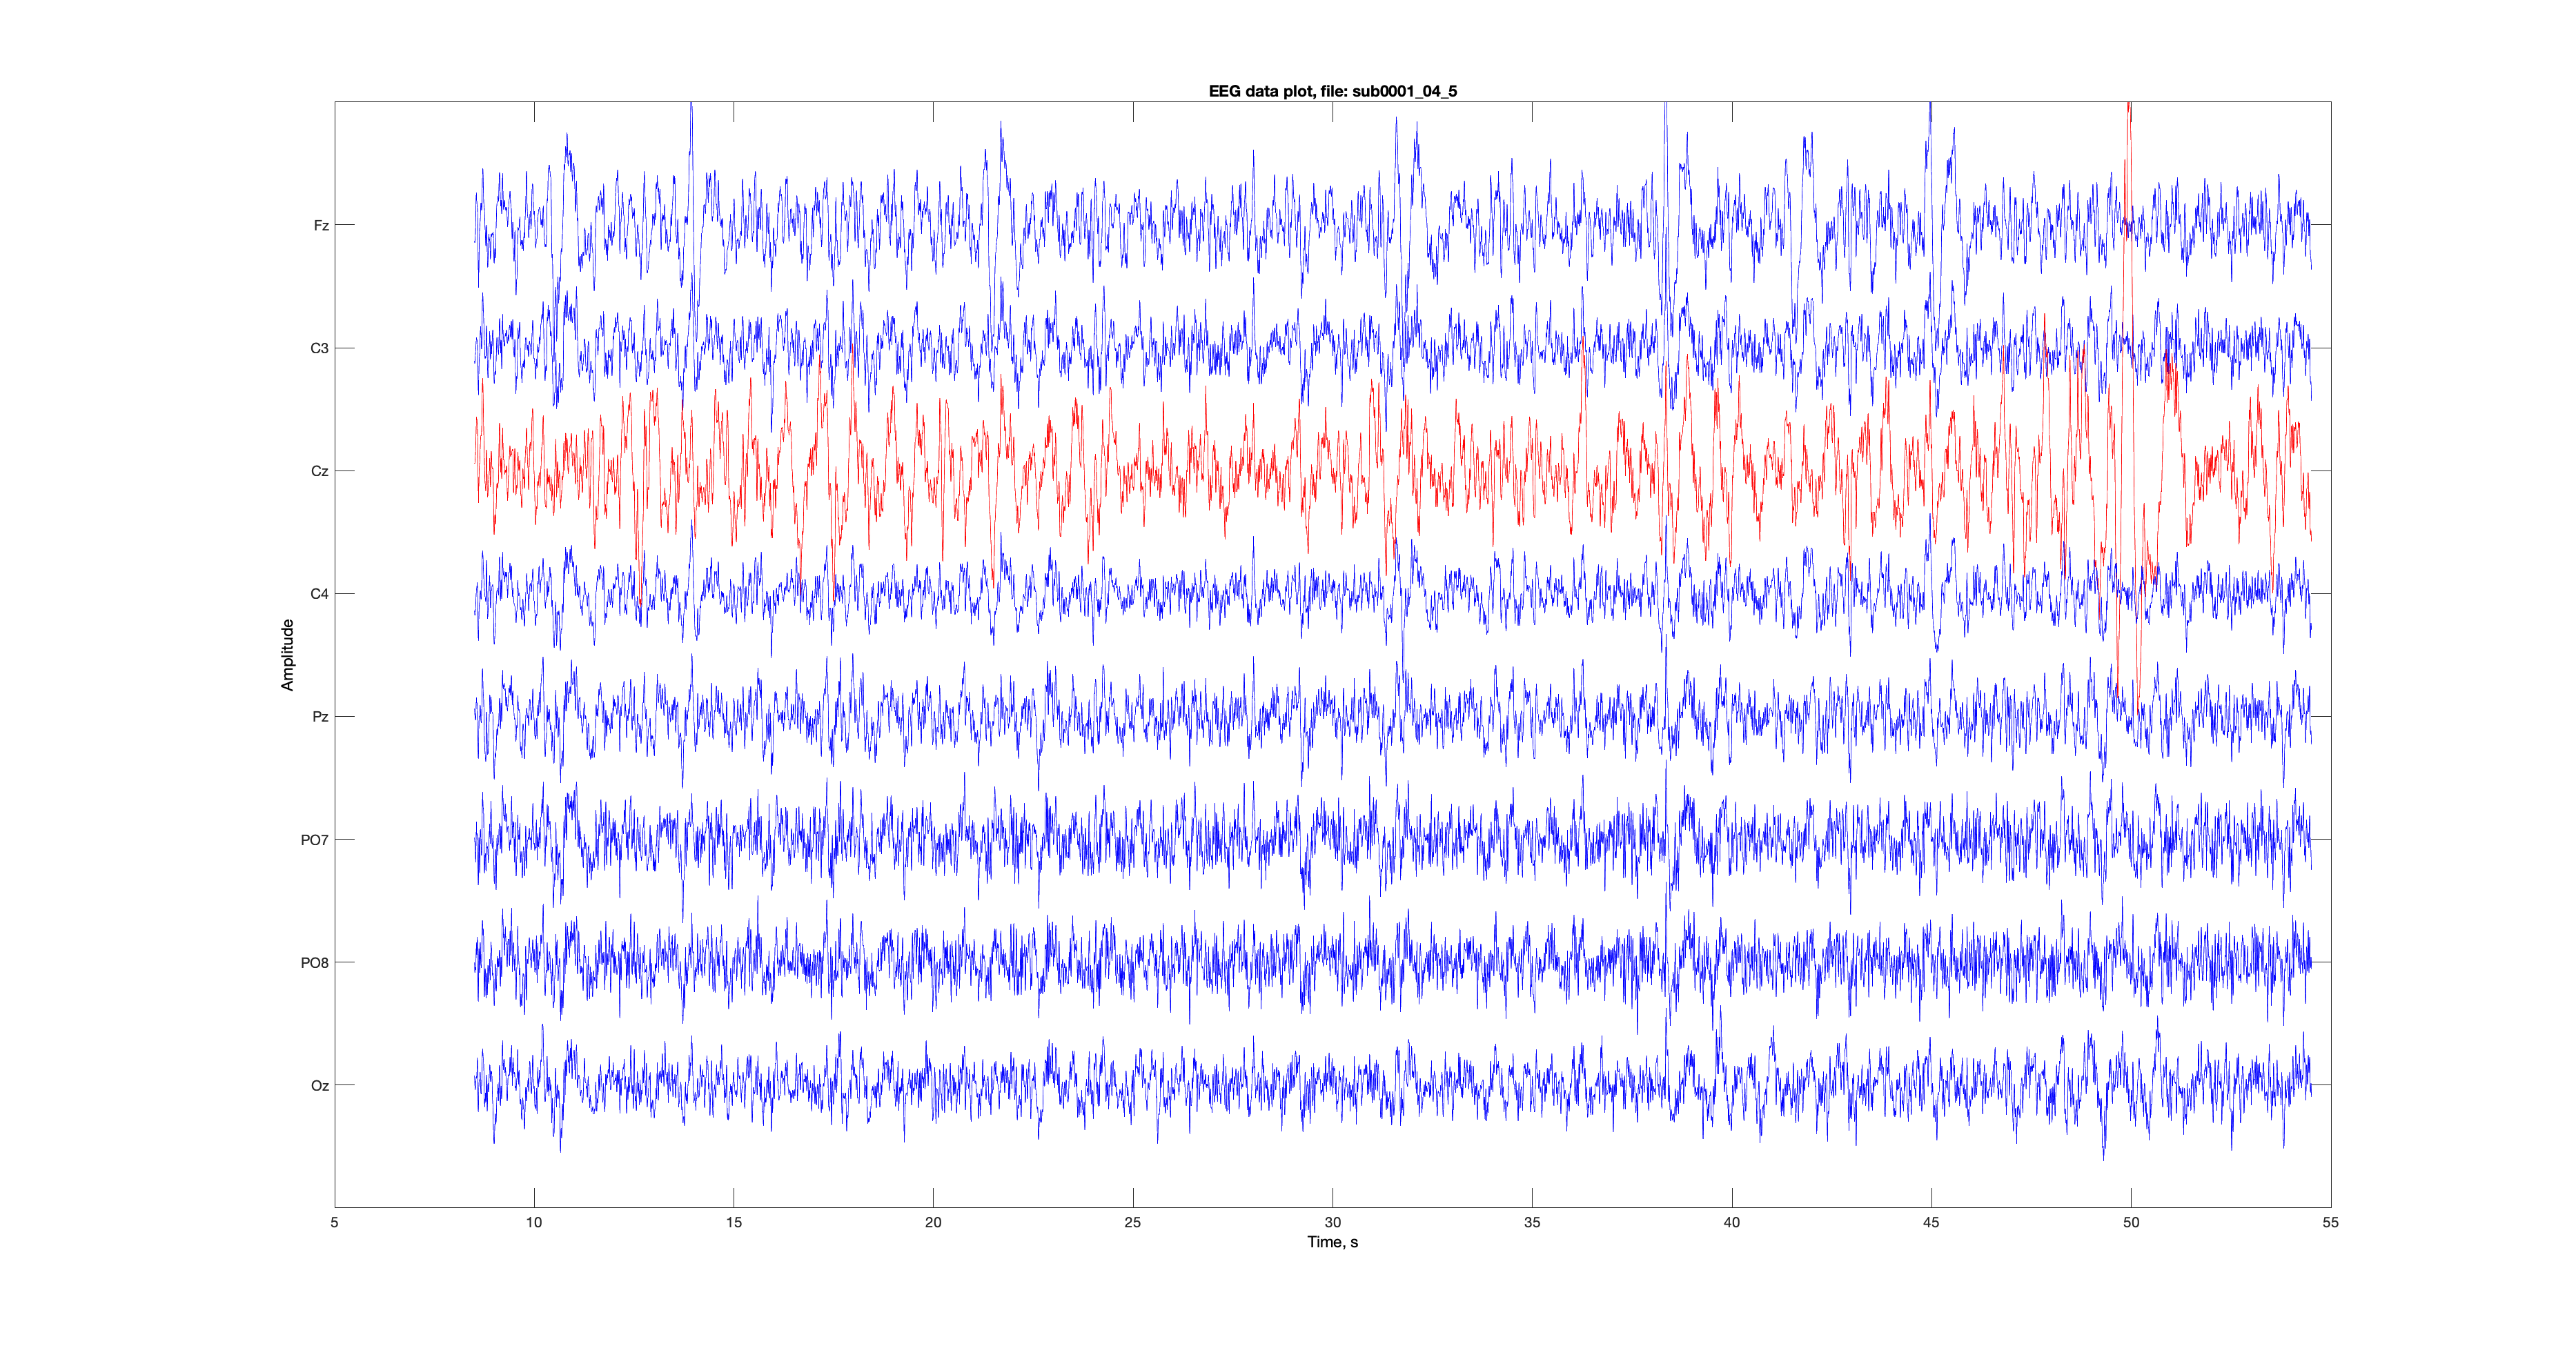 EEG data plot, file: sub0001_04_5
Fz
C3
Cz
C4
Amplitude
Pz
PO7
PO8
Oz
5 10 15 20 25 30 35 40 45 50 55
Time, s